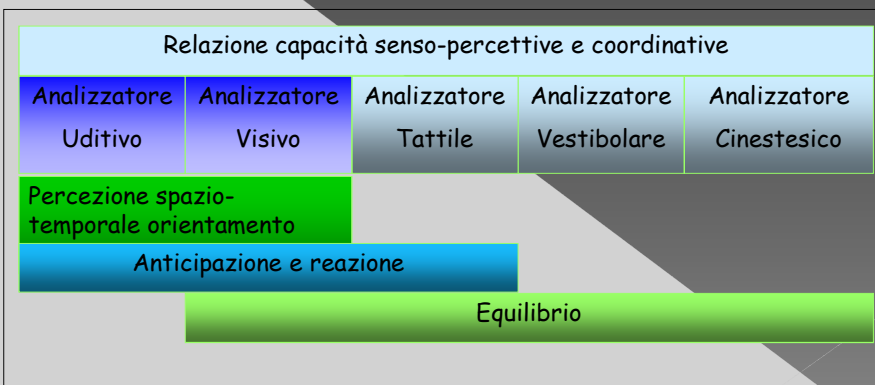 Relazione capacità senso-percettive e coordinative
Analizzatore Analizzatore Analizzatore Analizzatore Analizzatore
Uditivo Visivo Tattile Vestibolare Cinestesico
Percezione spazio-
temporale orientamento
Anticipazione e reazione
Equilibrio